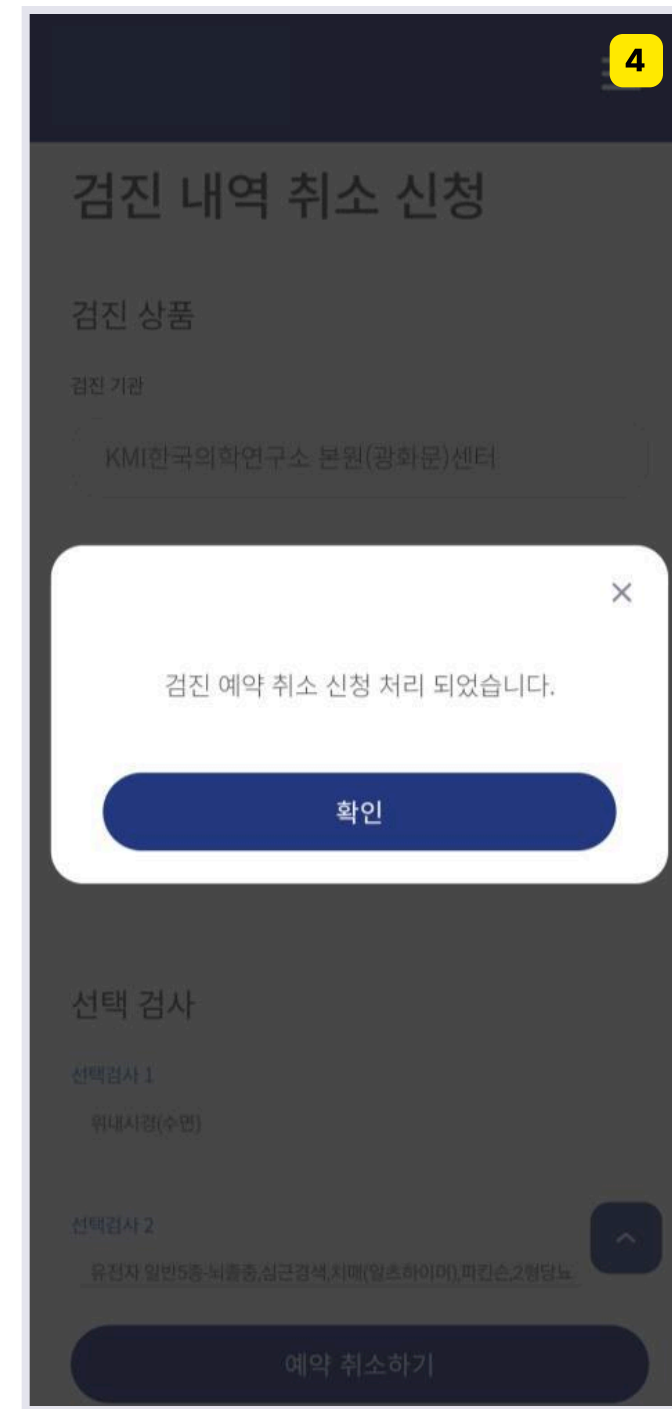 4
검진 내역 취소 신청
검진 상품
검진 기관
KMI한국의학연구소 본원(광화문)센터
검진 예약 취소 신청 처리 되었습니다.
확인
선택 검사
선택검사 1
위내시경(수면)
선택검사 2
유전자 일반5종-뇌졸중,심근경색,치매(알츠하이머),파킨슨,2형당뇨
예약 취소하기